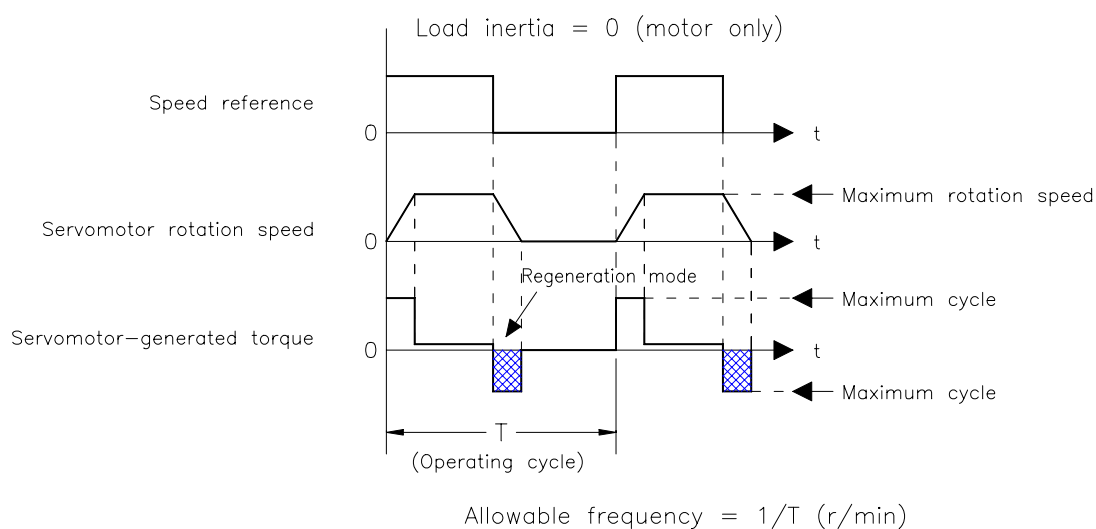 Load inertia = 0 (motor only)
Speed reference
0
t
Maximum rotation speed
Servomotor rotation speed
0
t
Regeneration mode
Maximum cycle
Servomotor-generated torque
0
t
Maximum cycle
T
(Operating cycle)
Allowable frequency = 1/T (r/min)